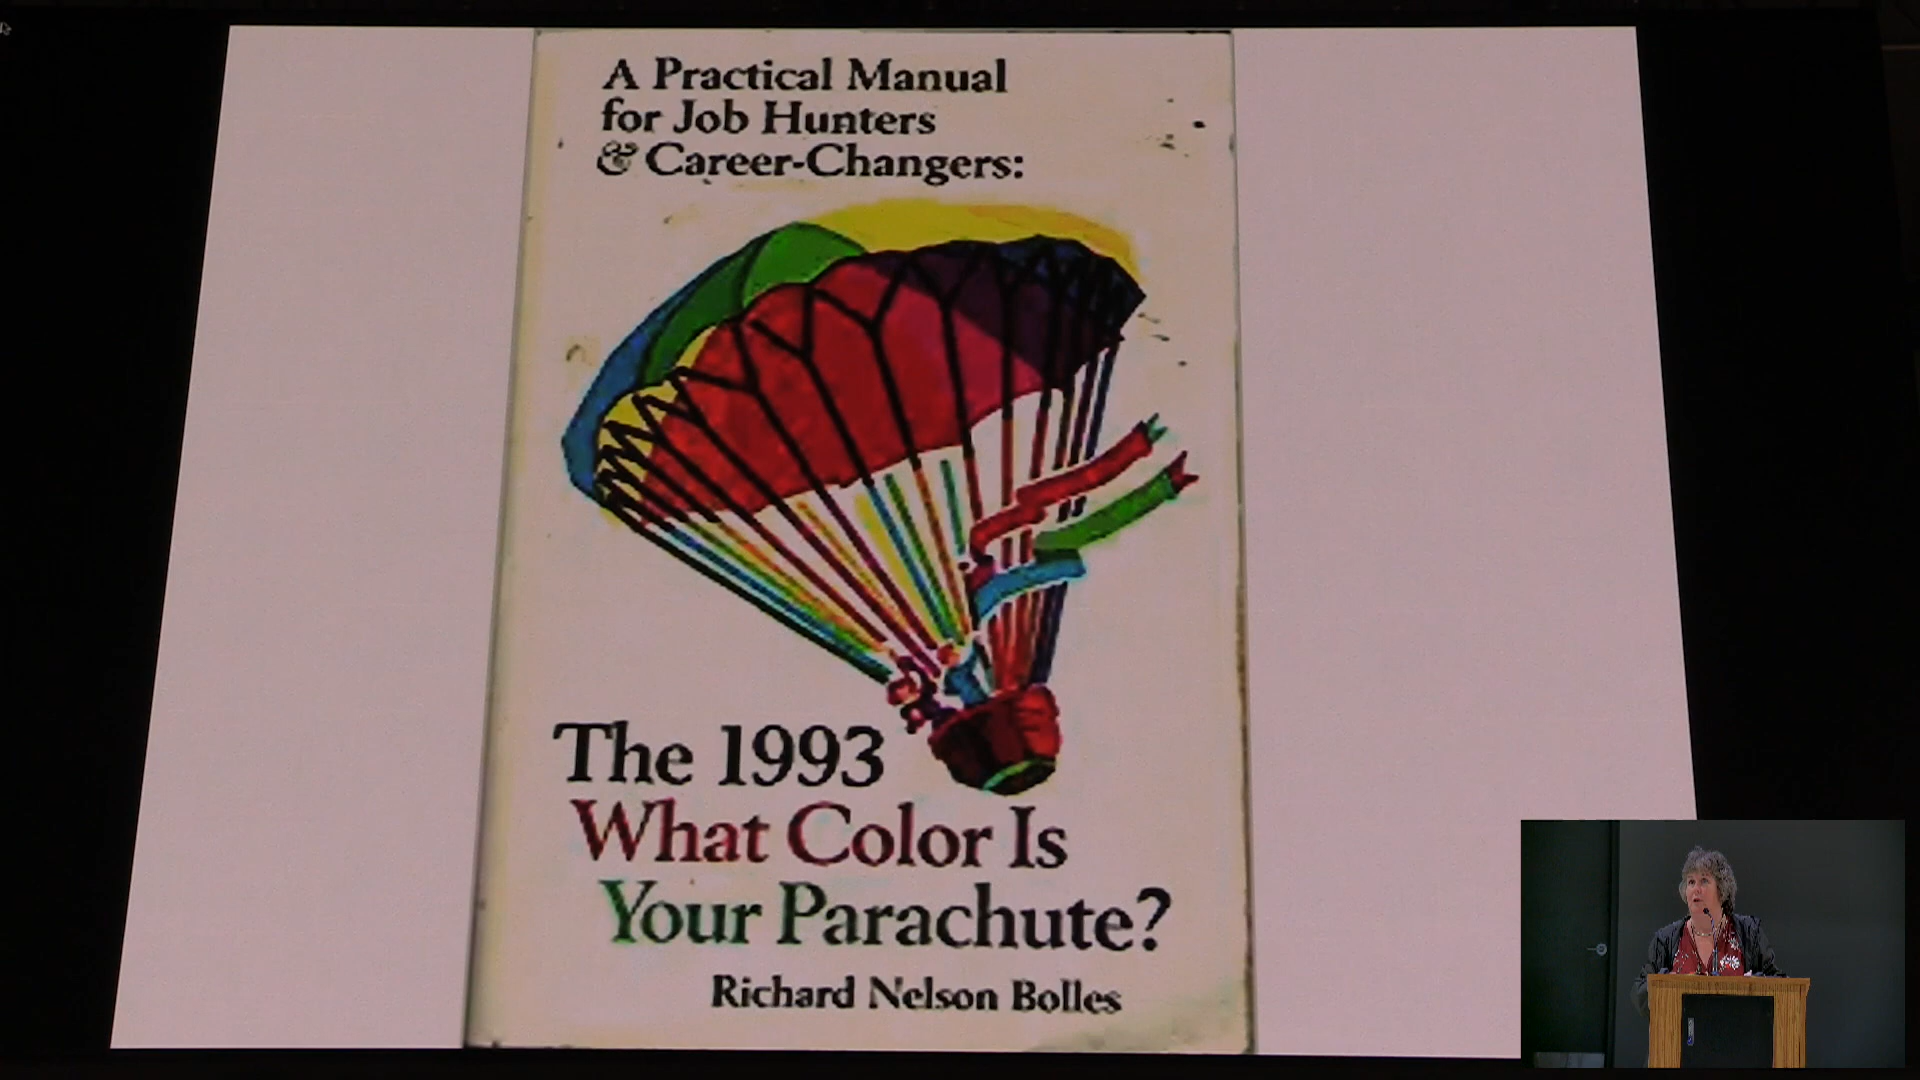 A Practical Manual
for Job Hunters
& Career-Changers:
The 1993
What Color Is
Your Parachute?
Richard Nelson Bolles